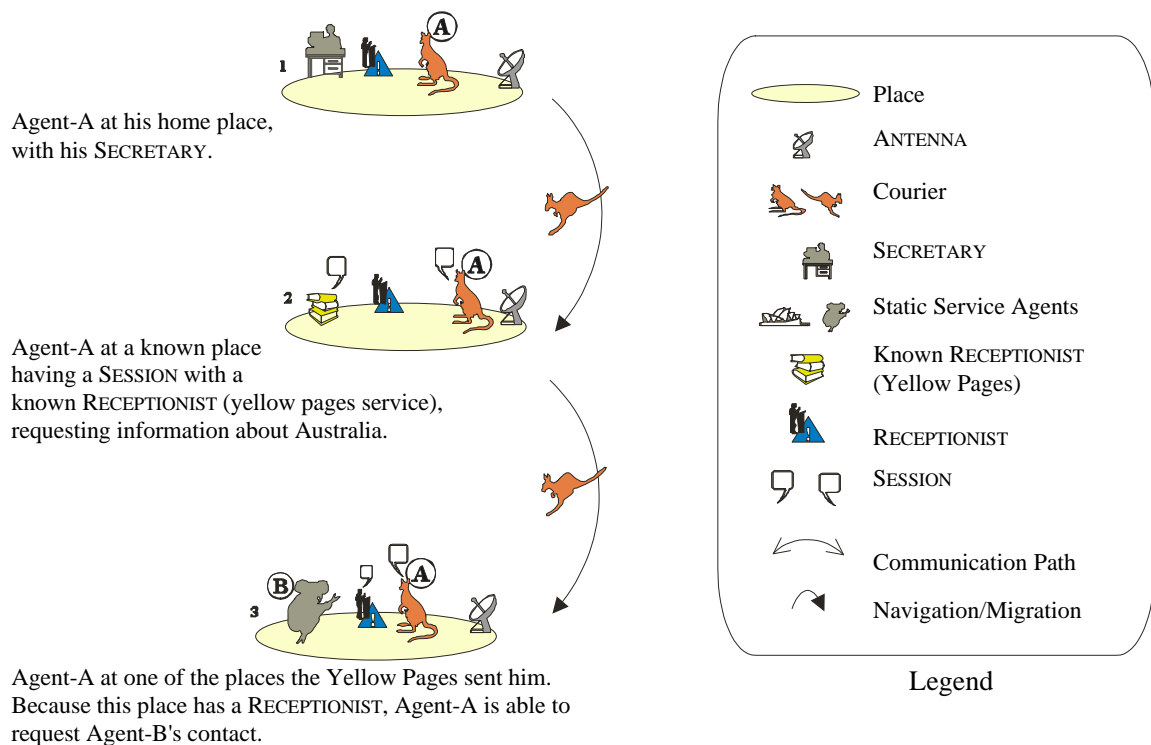 A
1
Agent-A at his home place,
with his SECRETARY.
A
2
Agent-A at a known place
having a SESSION with a
known RECEPTIONIST (yellow pages service),
requesting information about Australia.
B
A
3
Agent-A at one of the places the Yellow Pages sent him.
Because this place has a RECEPTIONIST, Agent-A is able to
request Agent-B's contact.
Place
ANTENNA
Courier
SECRETARY
Static Service Agents
Known RECEPTIONIST
(Yellow Pages)
RECEPTIONIST
SESSION
Communication Path
Navigation/Migration
Legend